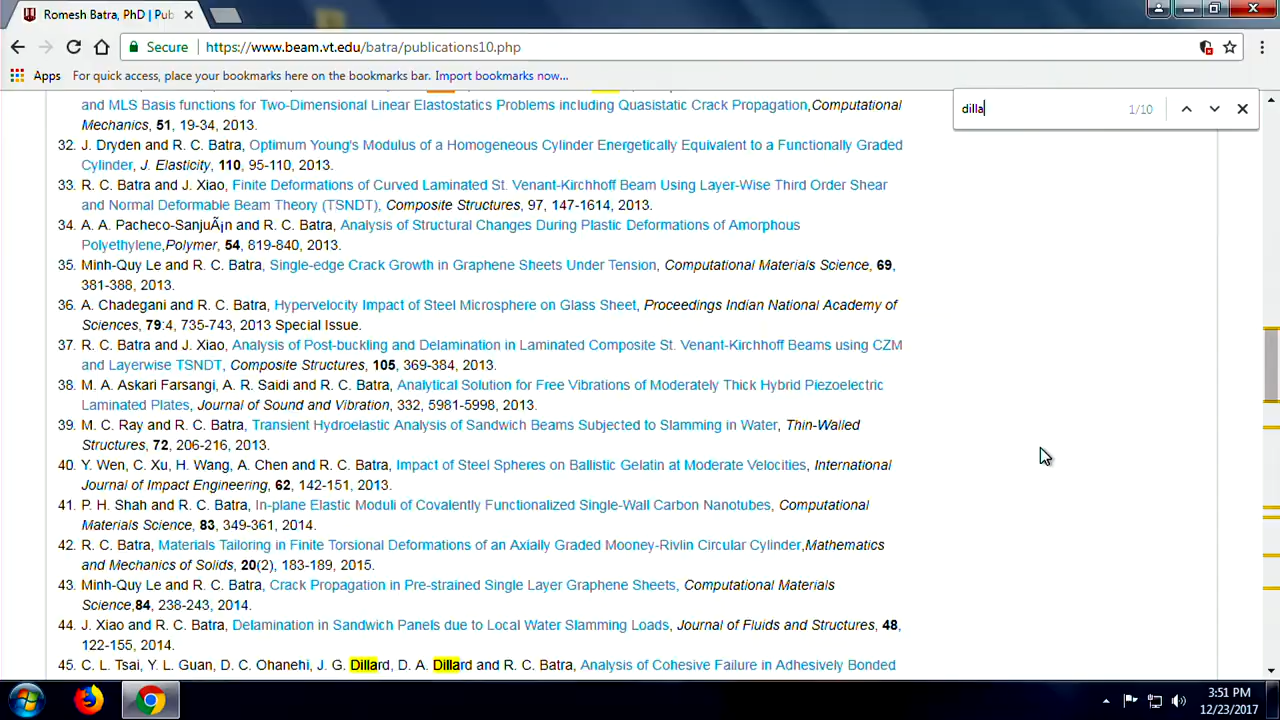 Romesh Batra, PhD | Pub
Secure https://www.beam.vt.edu/batra/publications10.php
Apps For quick access, place your bookmarks here on the bookmarks bar. Import bookmarks now...
dilla 1/10
and MLS Basis functions for Two-Dimensional Linear Elastostatics Problems including Quasistatic Crack Propagation,Computational
Mechanics, 51, 19-34, 2013.
32. J. Dryden and R. C. Batra, Optimum Young's Modulus of a Homogeneous Cylinder Energetically Equivalent to a Functionally Graded
Cylinder, J. Elasticity, 110, 95-110, 2013.
33. R. C. Batra and J. Xiao, Finite Deformations of Curved Laminated St. Venant-Kirchhoff Beam Using Layer-Wise Third Order Shear
and Normal Deformable Beam Theory (TSNDT), Composite Structures, 97, 147-1614, 2013.
34. A. A. Pacheco-SanjuÃ¡n and R. C. Batra, Analysis of Structural Changes During Plastic Deformations of Amorphous
Polyethylene,Polymer, 54, 819-840, 2013.
35. Minh-Quy Le and R. C. Batra, Single-edge Crack Growth in Graphene Sheets Under Tension, Computational Materials Science, 69,
381-388, 2013.
36. A. Chadegani and R. C. Batra, Hypervelocity Impact of Steel Microsphere on Glass Sheet, Proceedings Indian National Academy of
Sciences, 79:4, 735-743, 2013 Special Issue.
37. R. C. Batra and J. Xiao, Analysis of Post-buckling and Delamination in Laminated Composite St. Venant-Kirchhoff Beams using CZM
and Layerwise TSNDT, Composite Structures, 105, 369-384, 2013.
38. M. A. Askari Farsangi, A. R. Saidi and R. C. Batra, Analytical Solution for Free Vibrations of Moderately Thick Hybrid Piezoelectric
Laminated Plates, Journal of Sound and Vibration, 332, 5981-5998, 2013.
39. M. C. Ray and R. C. Batra, Transient Hydroelastic Analysis of Sandwich Beams Subjected to Slamming in Water, Thin-Walled
Structures, 72, 206-216, 2013.
40. Y. Wen, C. Xu, H. Wang, A. Chen and R. C. Batra, Impact of Steel Spheres on Ballistic Gelatin at Moderate Velocities, International
Journal of Impact Engineering, 62, 142-151, 2013.
41. P. H. Shah and R. C. Batra, In-plane Elastic Moduli of Covalently Functionalized Single-Wall Carbon Nanotubes, Computational
Materials Science, 83, 349-361, 2014.
42. R. C. Batra, Materials Tailoring in Finite Torsional Deformations of an Axially Graded Mooney-Rivlin Circular Cylinder,Mathematics
and Mechanics of Solids, 20(2), 183-189, 2015.
43. Minh-Quy Le and R. C. Batra, Crack Propagation in Pre-strained Single Layer Graphene Sheets, Computational Materials
Science,84, 238-243, 2014.
44. J. Xiao and R. C. Batra, Delamination in Sandwich Panels due to Local Water Slamming Loads, Journal of Fluids and Structures, 48,
122-155, 2014.
45. C. L. Tsai, Y. L. Guan, D. C. Ohanehi, J. G. Dillard, D. A. Dillard and R. C. Batra, Analysis of Cohesive Failure in Adhesively Bonded
3:51 PM
12/23/2017